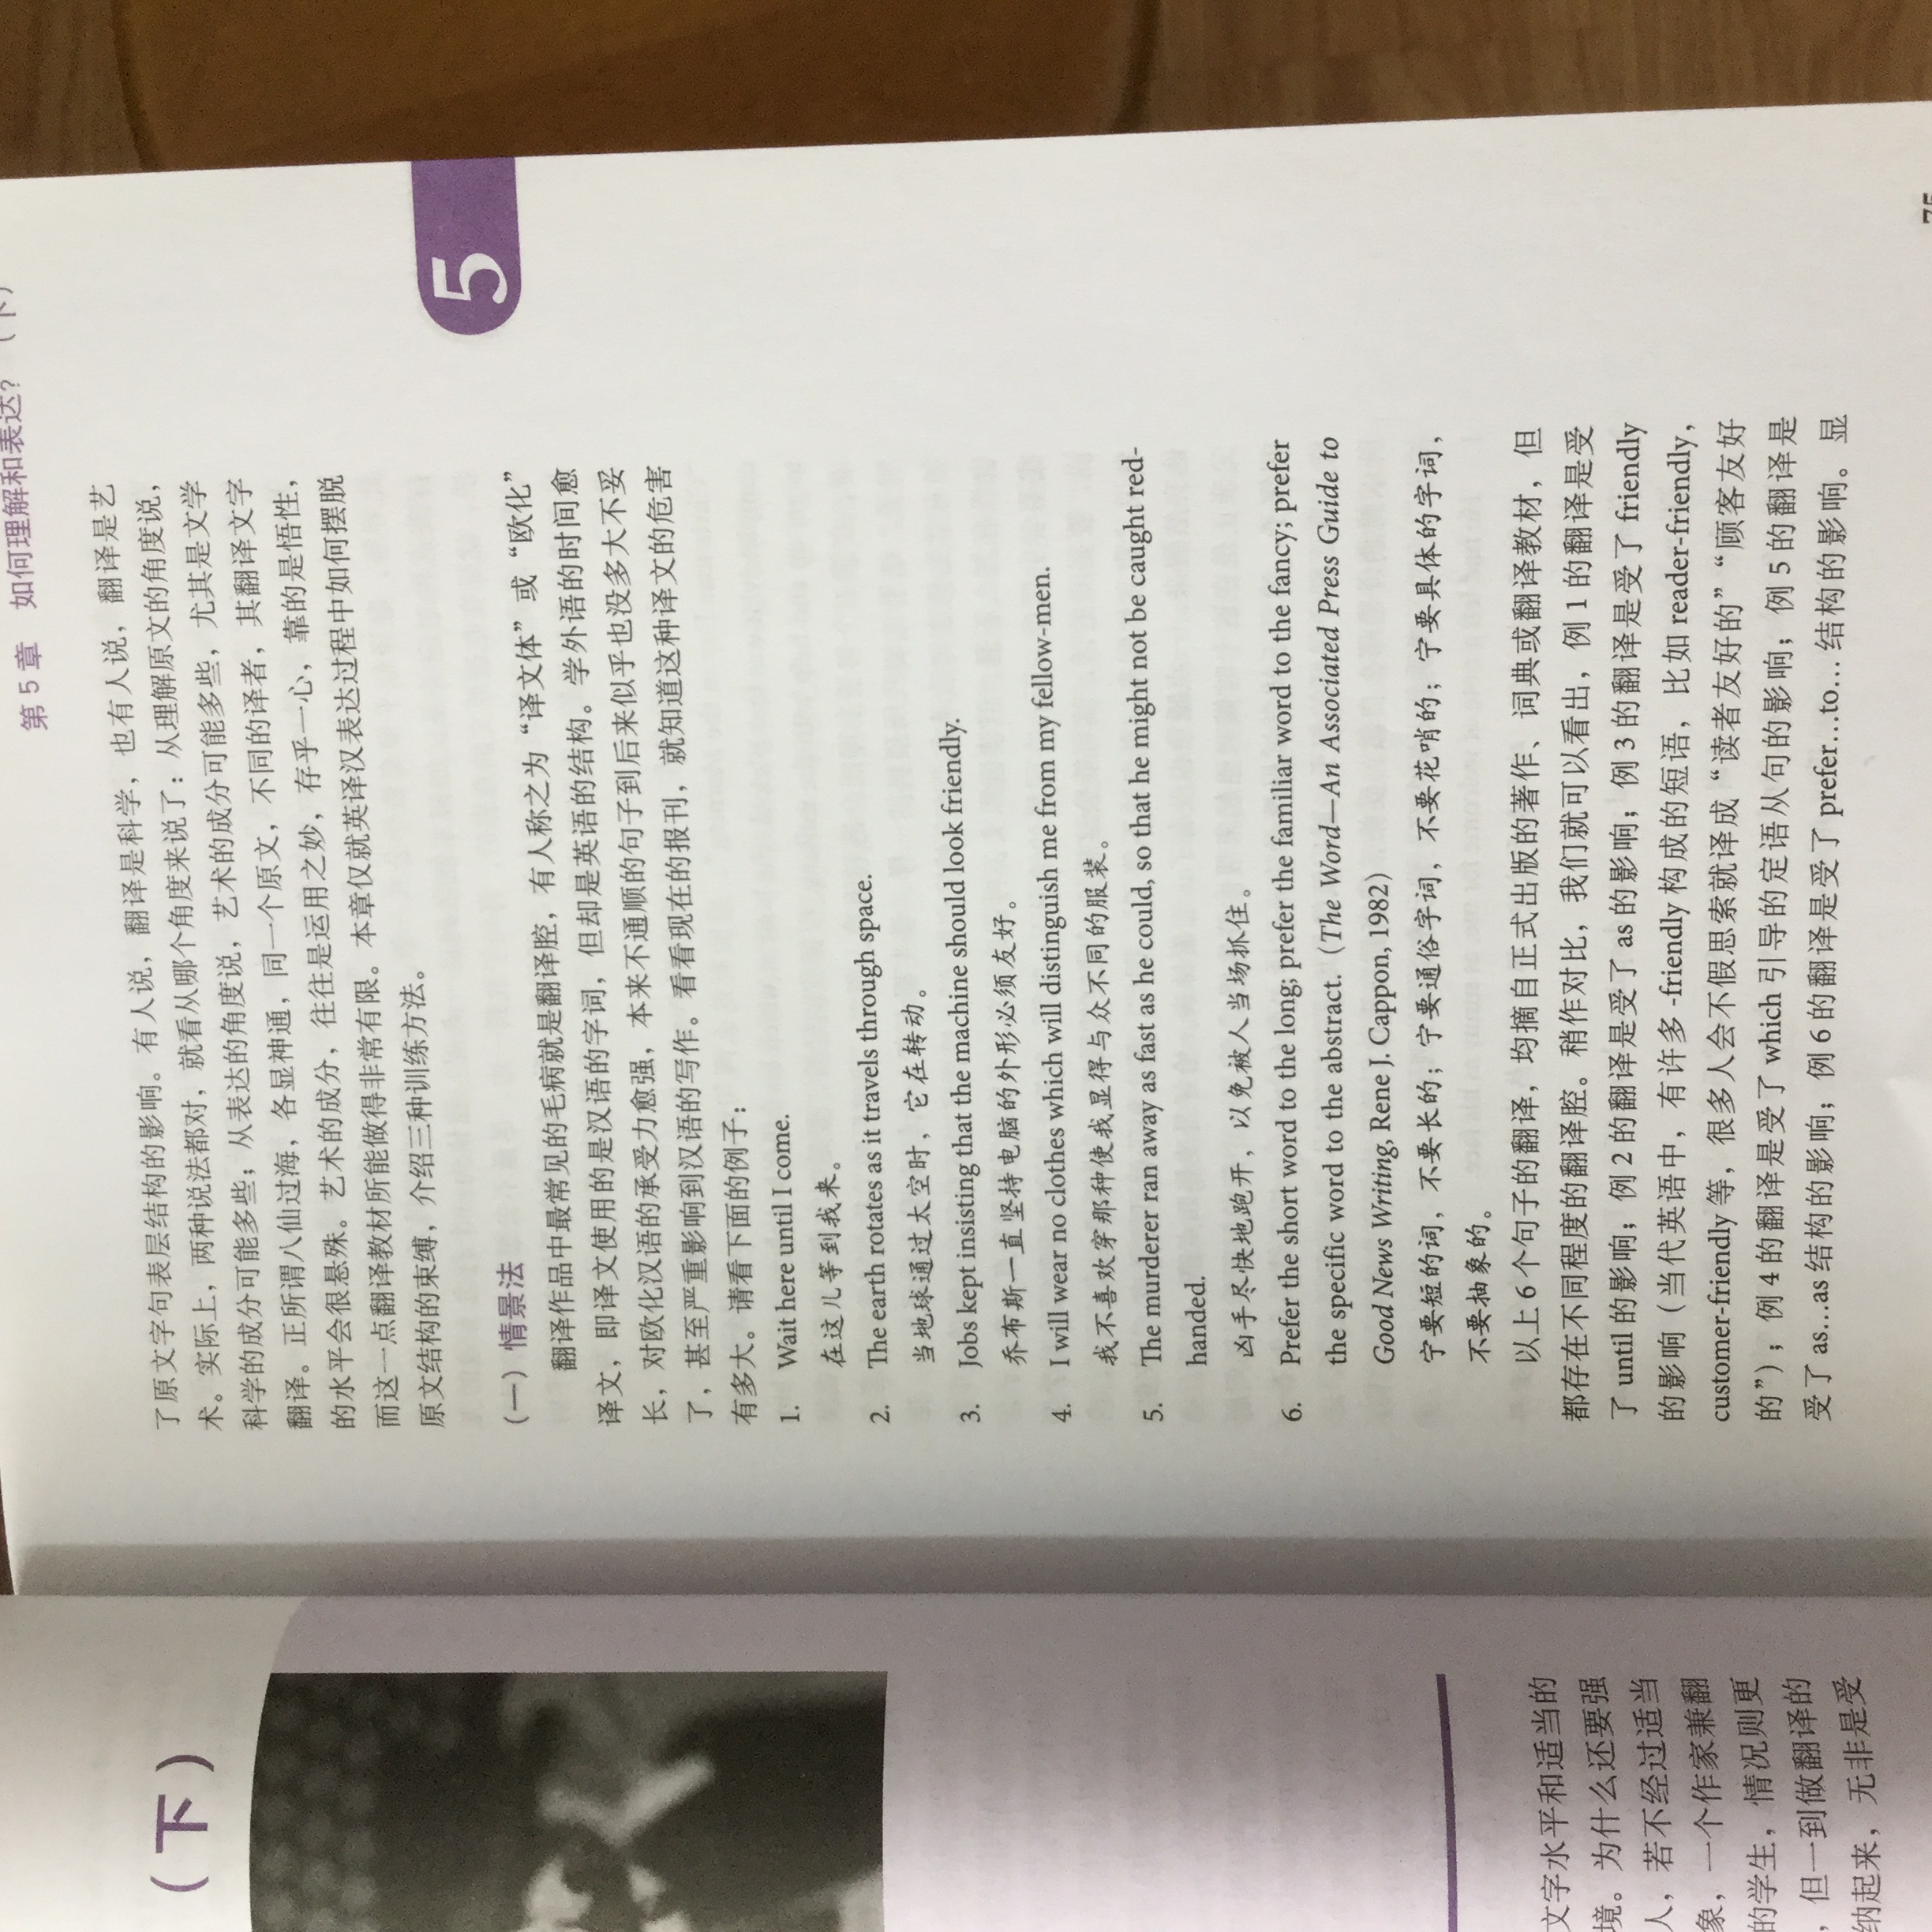 （下）
文字水平和适当的
境。为什么还要强
人，若不经过适当
象，一个作家兼翻
的学生，情况则更
，但一到做翻译的
纳起来，无非是受
第 5 章 如何理解和表达？（下）
5
了原文字句表层结构的影响。有人说，翻译是科学，也有人说，翻译是艺
术。实际上，两种说法都对，就看从哪个角度来说了：从理解原文的角度说，
科学的成分可能多些；从表达的角度说，艺术的成分可能多些，尤其是文学
翻译。正所谓八仙过海，各显神通，同一个原文，不同的译者，其翻译文字
的水平会很悬殊。艺术的成分，往往是运用之妙，存乎一心，靠的是悟性，
而这一点翻译教材所能做得非常有限。本章仅就英译汉表达过程中如何摆脱
原文结构的束缚，介绍三种训练方法。
（一）情景法
翻译作品中最常见的毛病就是翻译腔，有人称之为“译文体”或“欧化”
译文，即译文使用的是汉语的字词，但却是英语的结构。学外语的时间愈
长，对欧化汉语的承受力愈强，本来不通顺的句子到后来似乎也没多大不妥
了，甚至严重影响到汉语的写作。看看现在的报刊，就知道这种译文的危害
有多大。请看下面的例子：
1. Wait here until I come.
在这儿等到我来。
2. The earth rotates as it travels through space.
当地球通过太空时，它在转动。
3. Jobs kept insisting that the machine should look friendly.
乔布斯一直坚持电脑的外形必须友好。
4. I will wear no clothes which will distinguish me from my fellow-men.
我不喜欢穿那种使我显得与众不同的服装。
5. The murderer ran away as fast as he could, so that he might not be caught red-
handed.
凶手尽快地跑开，以免被人当场抓住。
6. Prefer the short word to the long; prefer the familiar word to the fancy; prefer
the specific word to the abstract.（The Word—An Associated Press Guide to
Good News Writing, Rene J. Cappon, 1982）
宁要短的词，不要长的；宁要通俗字词，不要花哨的；宁要具体的字词，
不要抽象的。
以上 6 个句子的翻译，均摘自正式出版的著作、词典或翻译教材，但
都存在不同程度的翻译腔。稍作对比，我们就可以看出，例 1 的翻译是受
了 until 的影响；例 2 的翻译是受了 as 的影响；例 3 的翻译是受了 friendly
的影响（当代英语中，有许多 -friendly 构成的短语，比如 reader-friendly,
customer-friendly 等，很多人会不假思索就译成“读者友好的”“顾客友好
的”）；例 4 的翻译是受了 which 引导的定语从句的影响；例 5 的翻译是
受了 as…as 结构的影响；例 6 的翻译是受了 prefer…to… 结构的影响。显
75